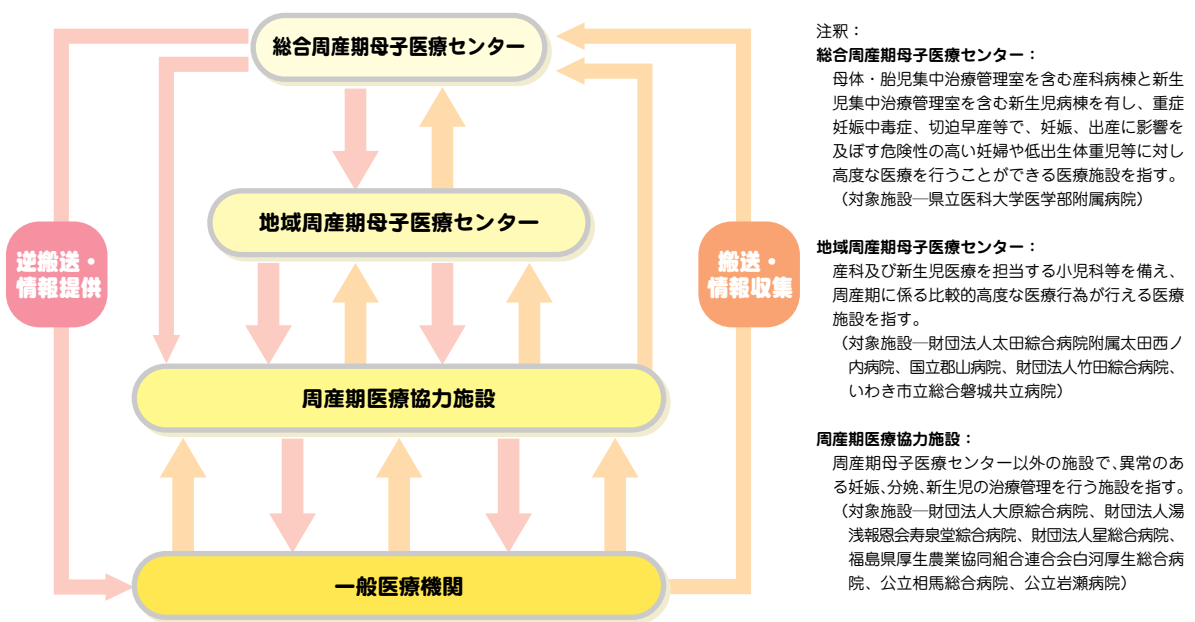 総合周産期母子医療センター
地域周産期母子医療センター
逆搬送・
情報提供
搬送・
情報収集
周産期医療協力施設
一般医療機関
注釈：
総合周産期母子医療センター：
母体・胎児集中治療管理室を含む産科病棟と新生
児集中治療管理室を含む新生児病棟を有し、重症
妊娠中毒症、切迫早産等で、妊娠、出産に影響を
及ぼす危険性の高い妊婦や低出生体重児等に対し
高度な医療を行うことができる医療施設を指す。
（対象施設―県立医科大学医学部附属病院）
地域周産期母子医療センター：
産科及び新生児医療を担当する小児科等を備え、
周産期に係る比較的高度な医療行為が行える医療
施設を指す。
（対象施設―財団法人太田綜合病院附属太田西ノ
内病院、国立郡山病院、財団法人竹田綜合病院、
いわき市立総合磐城共立病院）
周産期医療協力施設：
周産期母子医療センター以外の施設で、異常のあ
る妊娠、分娩、新生児の治療管理を行う施設を指す。
（対象施設―財団法人大原綜合病院、財団法人湯
浅報恩会寿泉堂綜合病院、財団法人星総合病院、
福島県厚生農業協同組合連合会白河厚生総合病
院、公立相馬総合病院、公立岩瀬病院）